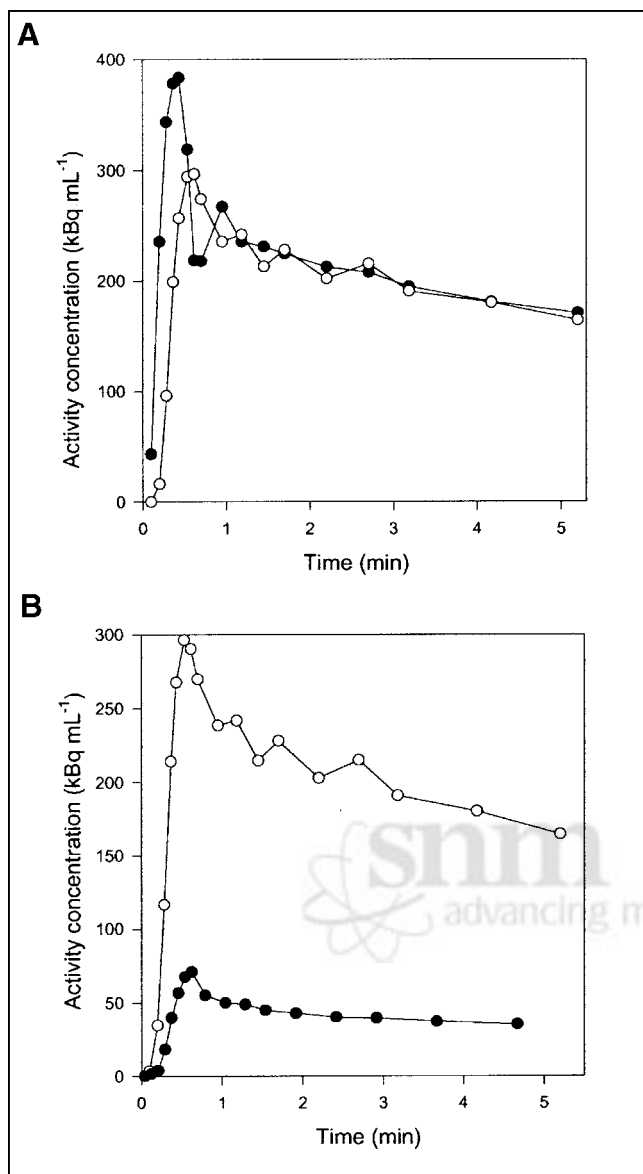 A
400
300
200
100
0
Activity concentration (kBq mL⁻¹)
0 1 2 3 4 5
Time (min)
B
300
250
200
150
100
50
0
Activity concentration (kBq mL⁻¹)
0 1 2 3 4 5
Time (min)
snm
advancing m